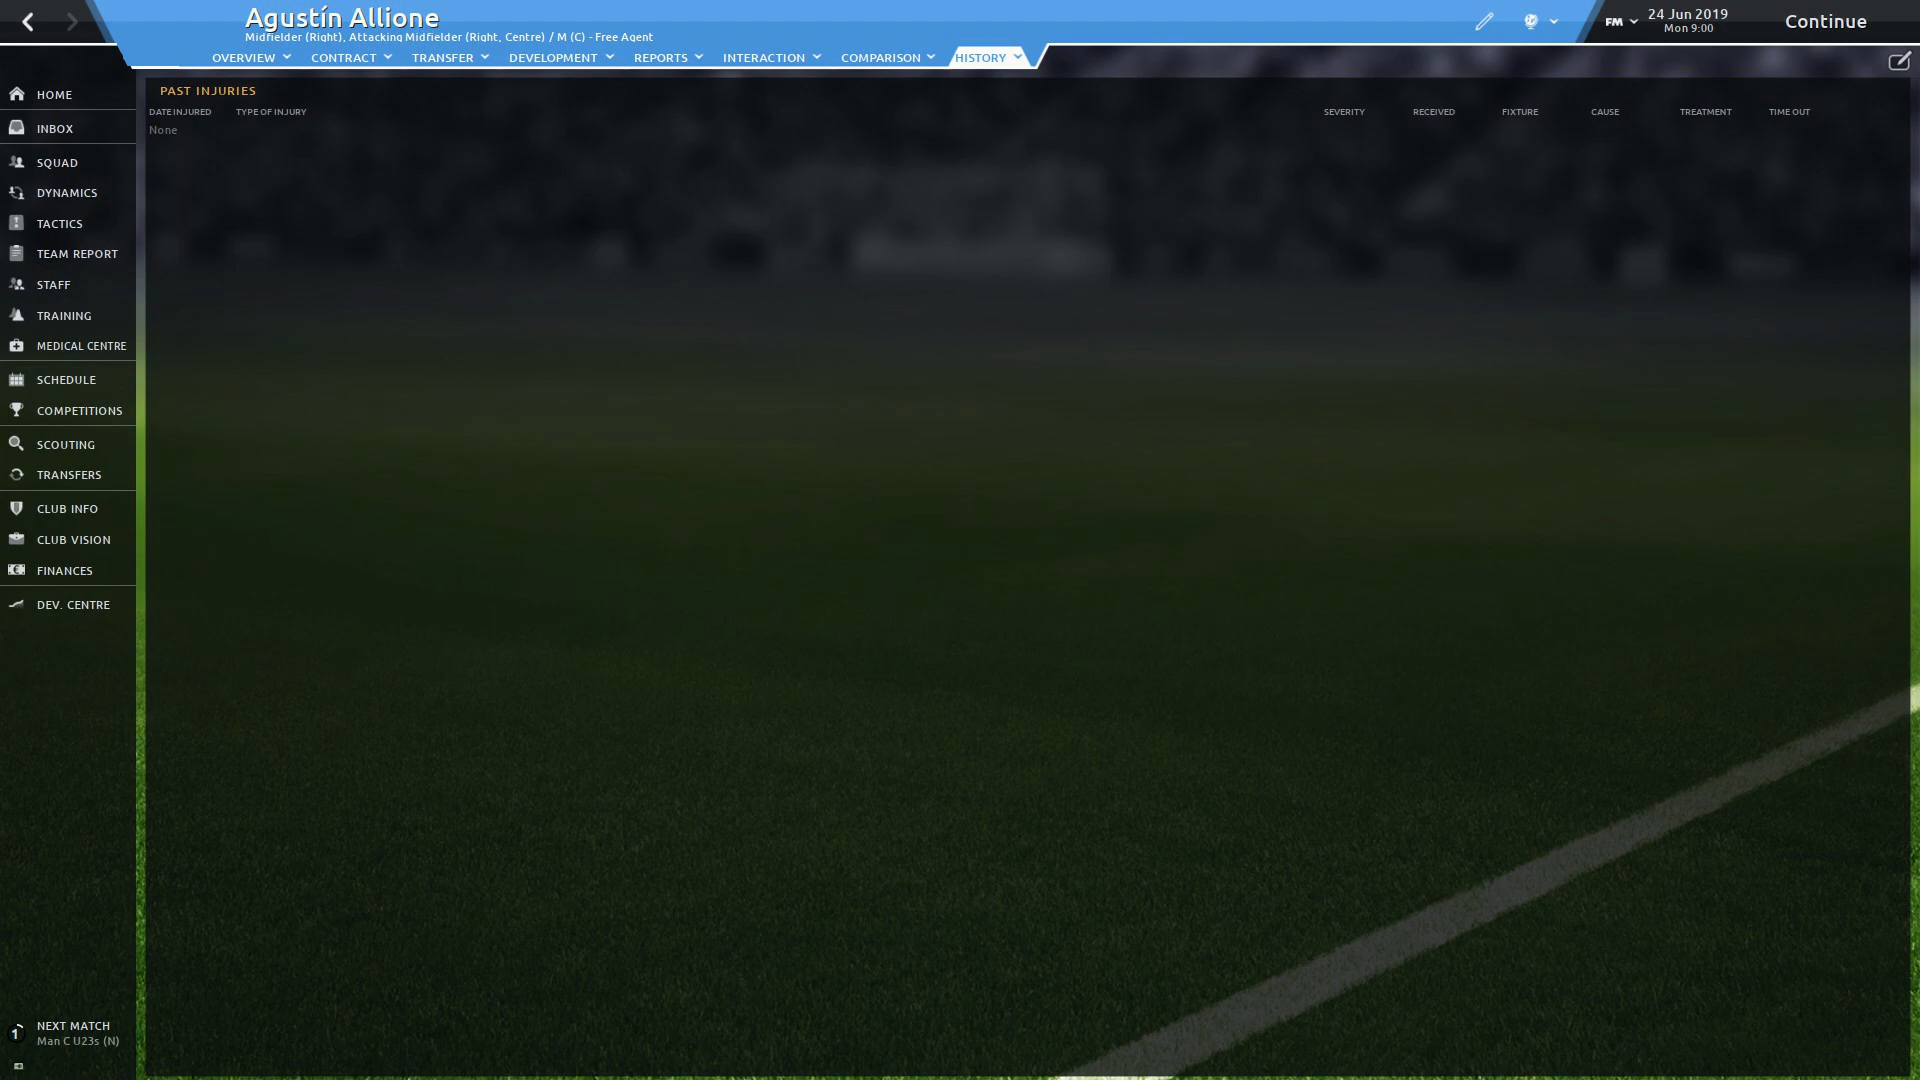 Agustín Allione
Midfielder (Right), Attacking Midfielder (Right, Centre) / M (C) - Free Agent
FM
24 Jun 2019
Mon 9:00
Continue
OVERVIEW
CONTRACT
TRANSFER
DEVELOPMENT
REPORTS
INTERACTION
COMPARISON
HISTORY
HOME
INBOX
SQUAD
DYNAMICS
TACTICS
TEAM REPORT
STAFF
TRAINING
MEDICAL CENTRE
SCHEDULE
COMPETITIONS
SCOUTING
TRANSFERS
CLUB INFO
CLUB VISION
FINANCES
DEV. CENTRE
1
NEXT MATCH
Man C U23s (N)
PAST INJURIES
DATE INJURED TYPE OF INJURY SEVERITY RECEIVED FIXTURE CAUSE TREATMENT TIME OUT
None